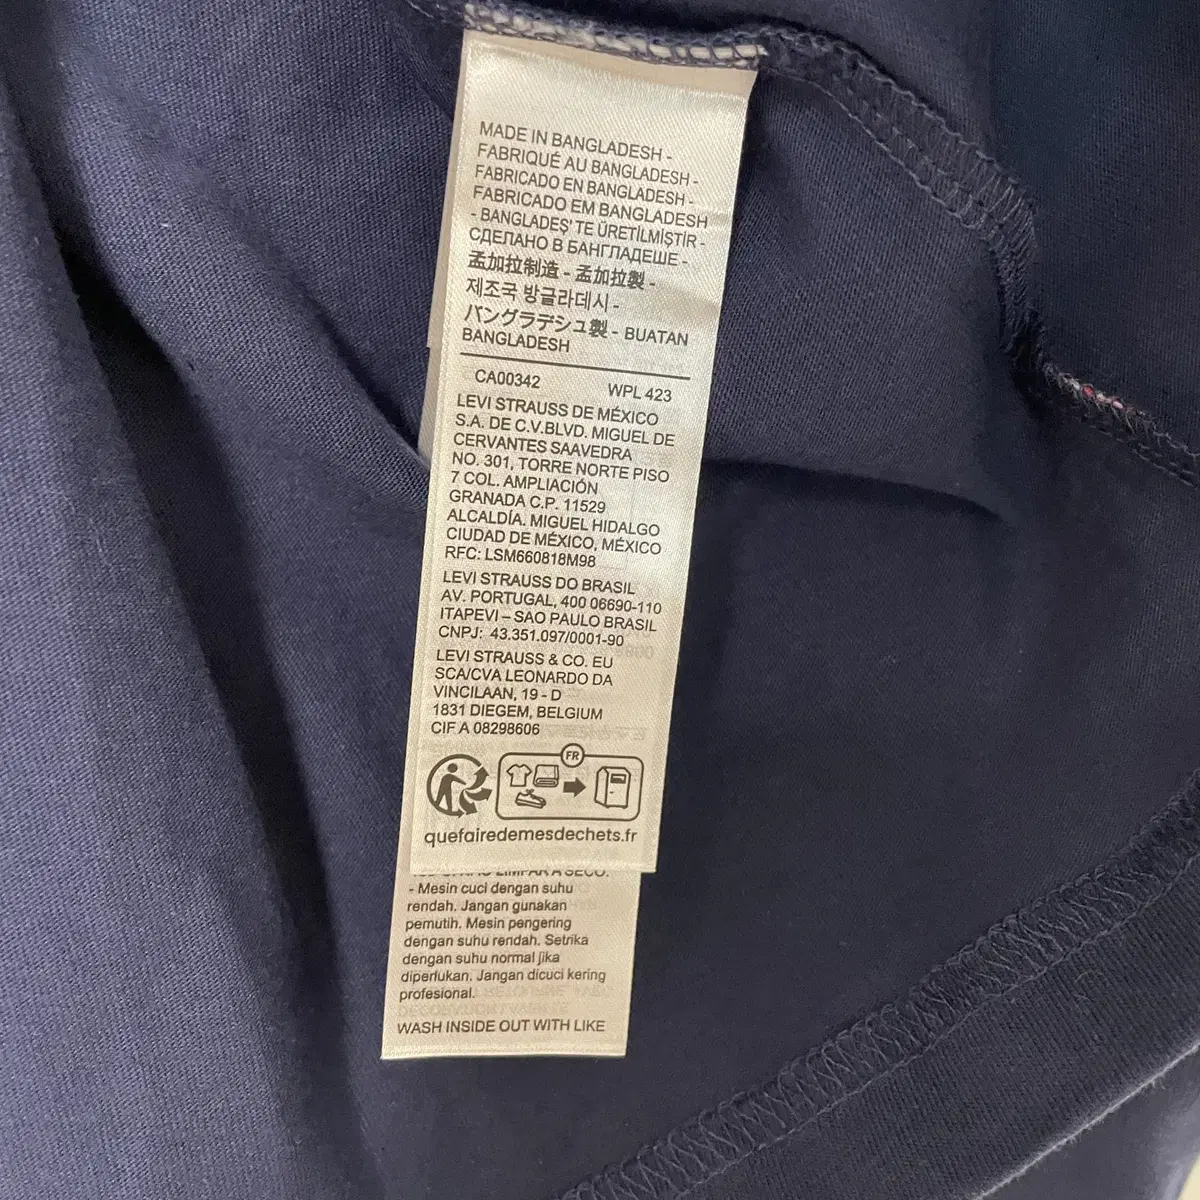 MADE IN BANGLADESH -
FABRIQUÉ AU BANGLADESH -
FABRICADO EN BANGLADESH -
FABRICADO EM BANGLADESH
- BANGLADEŞ' TE ÜRETİLMİŞTİR -
СДЕЛАНО В БАНГЛАДЕШЕ -
孟加拉制造 - 孟加拉製 -
제조국 방글라데시 -
バングラデシュ製 - BUATAN
BANGLADESH
CA00342 WPL 423
LEVI STRAUSS DE MÉXICO
S.A. DE C.V.BLVD. MIGUEL DE
CERVANTES SAAVEDRA
NO. 301, TORRE NORTE PISO
7 COL. AMPLIACIÓN
GRANADA C.P. 11529
ALCALDÍA. MIGUEL HIDALGO
CIUDAD DE MÉXICO, MÉXICO
RFC: LSM660818M98
LEVI STRAUSS DO BRASIL
AV. PORTUGAL, 400 06690-110
ITAPEVI – SAO PAULO BRASIL
CNPJ: 43.351.097/0001-90
LEVI STRAUSS & CO. EU
SCA/CVA LEONARDO DA
VINCILAAN, 19 - D
1831 DIEGEM, BELGIUM
CIF A 08298606
FR
quefairedemesdechets.fr
LIMPAR A SECO.
- Mesin cuci dengan suhu
rendah. Jangan gunakan
pemutih. Mesin pengering
dengan suhu rendah. Setrika
dengan suhu normal jika
diperlukan. Jangan dicuci kering
profesional.
WASH INSIDE OUT WITH LIKE